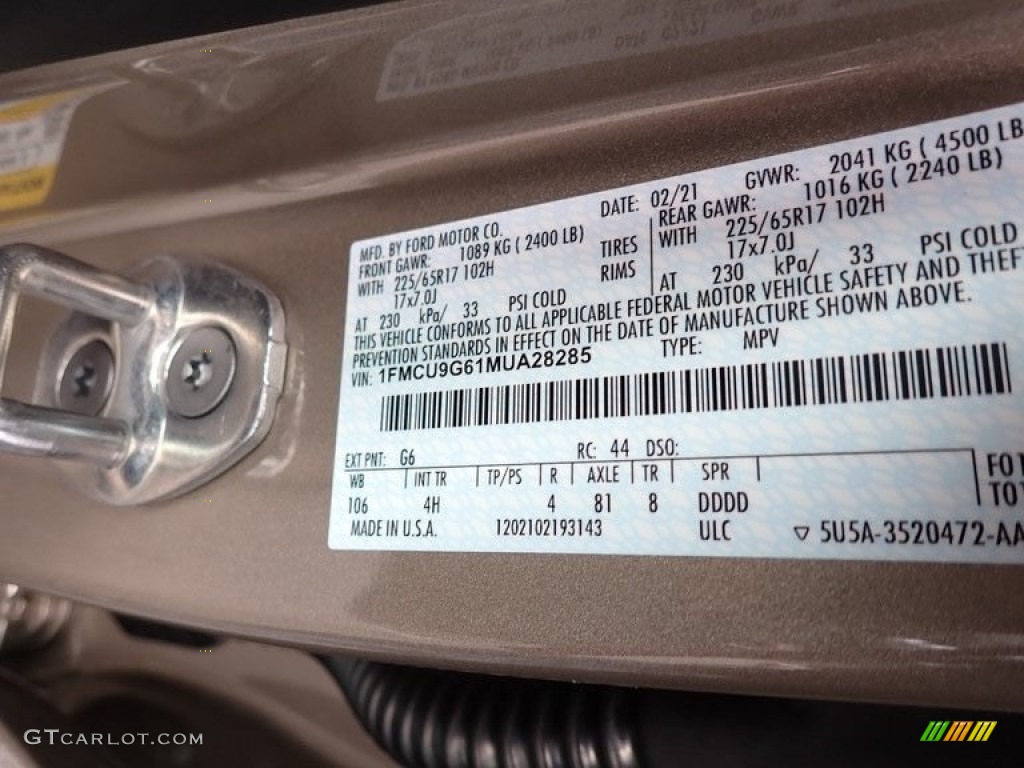 MFD. BY FORD MOTOR CO. DATE: 02/21 GVWR: 2041 KG ( 4500 LB
FRONT GAWR: 1089 KG ( 2400 LB) REAR GAWR: 1016 KG ( 2240 LB)
WITH 225/65R17 102H TIRES WITH 225/65R17 102H
17x7.0J RIMS 17x7.0J
AT 230 kPa/ 33 PSI COLD AT 230 kPa/ 33 PSI COLD
THIS VEHICLE CONFORMS TO ALL APPLICABLE FEDERAL MOTOR VEHICLE SAFETY AND THEFT
PREVENTION STANDARDS IN EFFECT ON THE DATE OF MANUFACTURE SHOWN ABOVE.
VIN: 1FMCU9G61MUA28285 TYPE: MPV
EXT PNT: G6 RC: 44 DSO:
WB INT TR TP/PS R AXLE TR SPR
106 4H 4 81 8 DDDD
MADE IN U.S.A. 1202102193143 ULC 5U5A-3520472-AA
GTCARLOT.COM